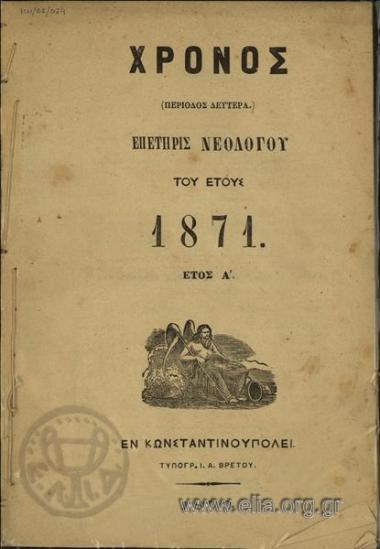 ΧΡΟΝΟΣ
(ΠΕΡΙΟΔΟΣ ΔΕΥΤΕΡΑ.)
ΕΠΕΤΗΡΙΣ ΝΕΟΛΟΓΟΥ
ΤΟΥ ΕΤΟΥΣ
1871.
ΕΤΟΣ Α΄.
ΕΝ ΚΩΝΣΤΑΝΤΙΝΟΥΠΟΛΕΙ.
ΤΥΠΟΓΡ. Ι. Α. ΒΡΕΤΟΥ.
www.elia.org.gr
Ε.Λ.Ι.Α